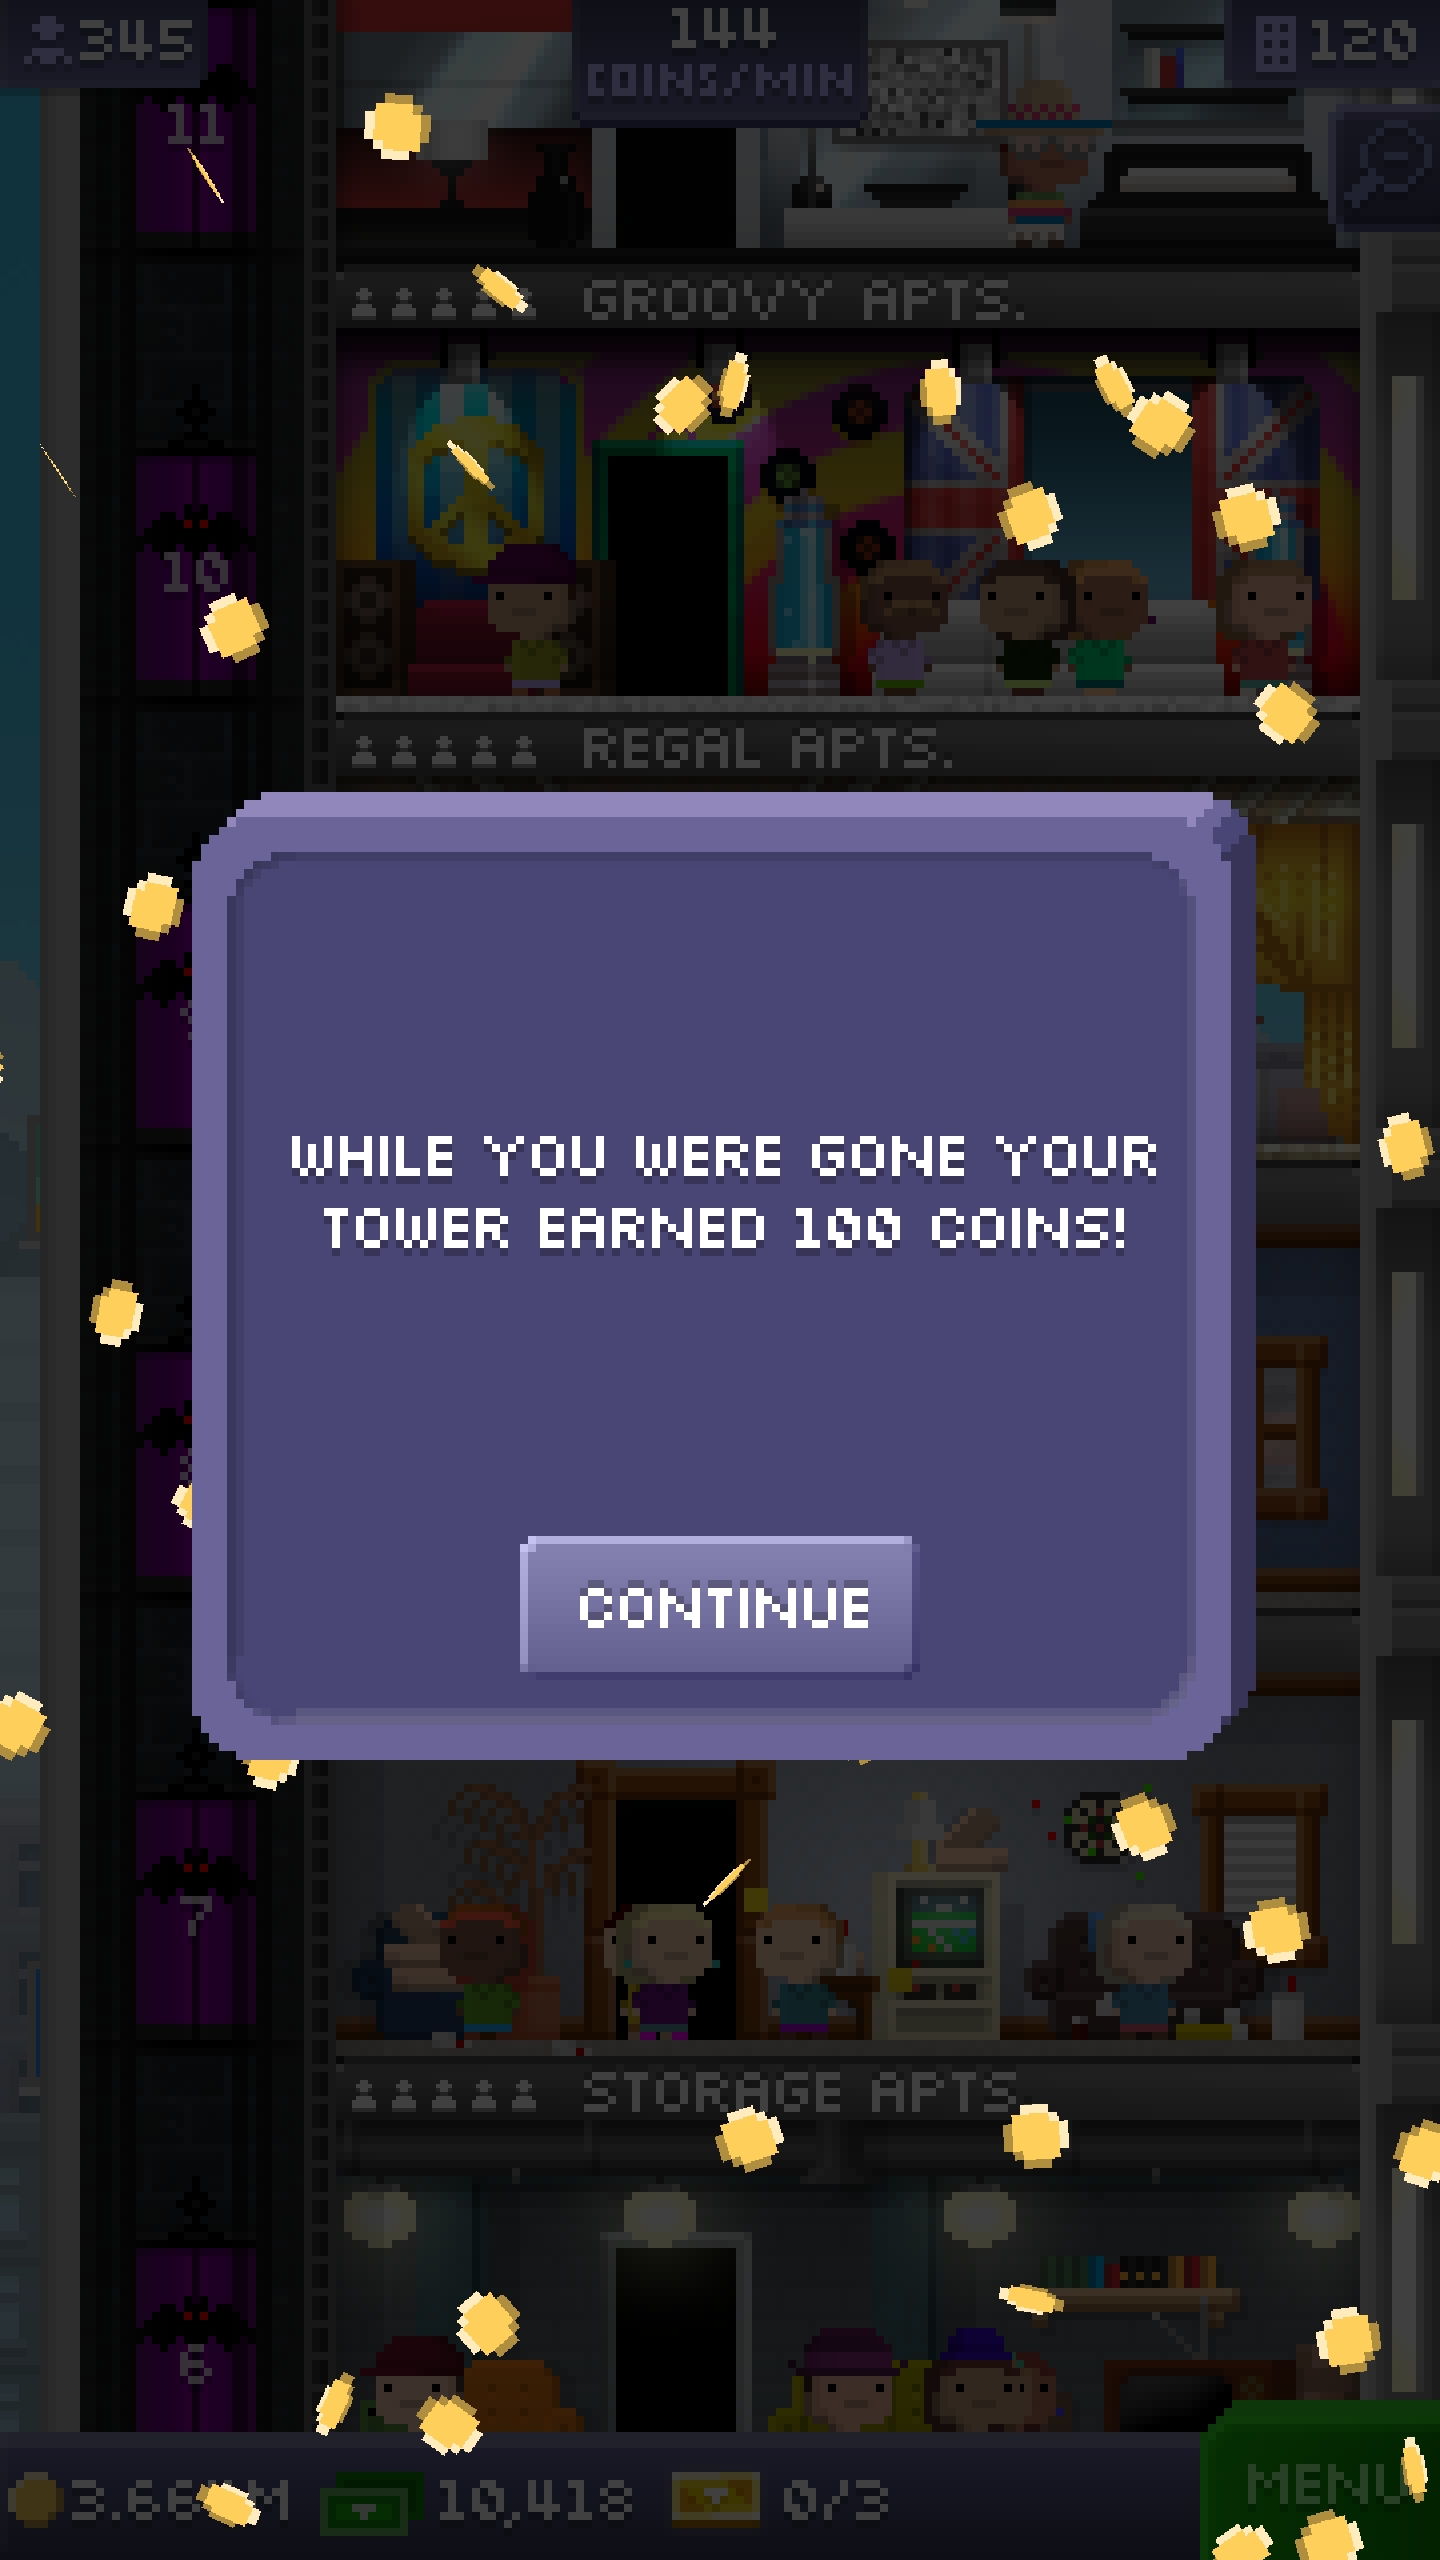 345
144
COINS/MIN
120
11
GROOVY APTS.
10
REGAL APTS.
WHILE YOU WERE GONE YOUR
TOWER EARNED 100 COINS!
CONTINUE
7
STORAGE APTS.
6
10,418
0/3
MENU